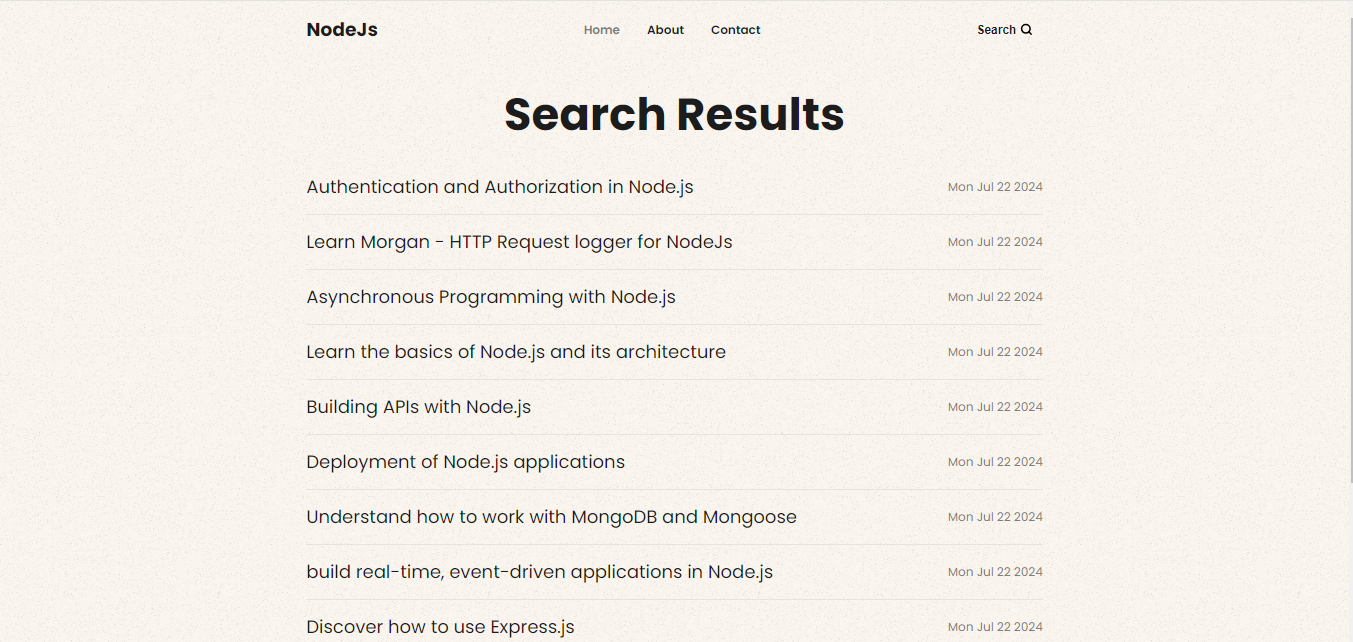 NodeJs Home About Contact Search
Search Results
Authentication and Authorization in Node.js Mon Jul 22 2024
Learn Morgan - HTTP Request logger for NodeJs Mon Jul 22 2024
Asynchronous Programming with Node.js Mon Jul 22 2024
Learn the basics of Node.js and its architecture Mon Jul 22 2024
Building APIs with Node.js Mon Jul 22 2024
Deployment of Node.js applications Mon Jul 22 2024
Understand how to work with MongoDB and Mongoose Mon Jul 22 2024
build real-time, event-driven applications in Node.js Mon Jul 22 2024
Discover how to use Express.js Mon Jul 22 2024